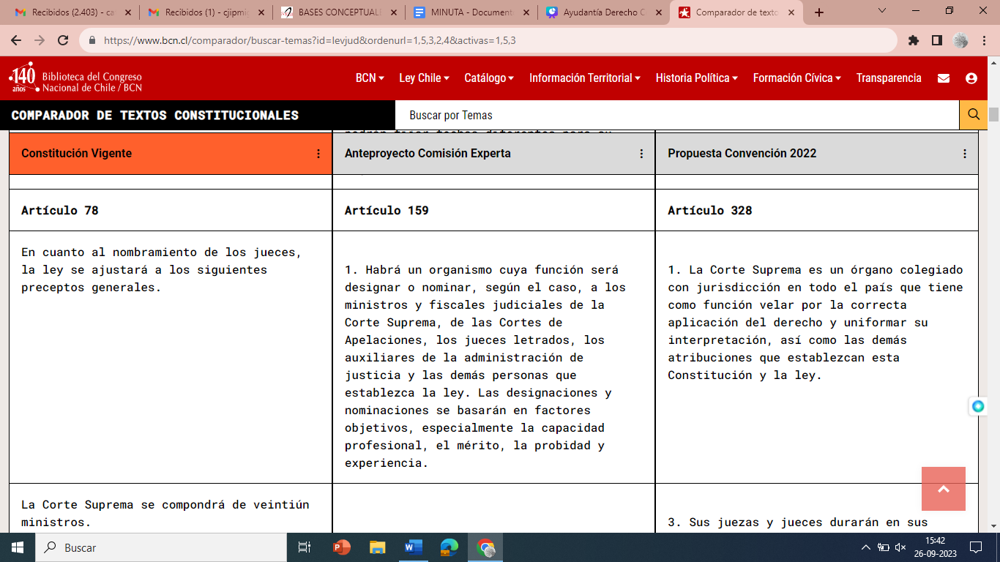 Recibidos (2.403) - ca
Recibidos (1) - cjipmig
BASES CONCEPTUALE
MINUTA - Document
Ayudantía Derecho C
Comparador de texto
https://www.bcn.cl/comparador/buscar-temas?id=levjud&ordenurl=1,5,3,2,4&activas=1,5,3
140 años
Biblioteca del Congreso
Nacional de Chile / BCN
BCN
Ley Chile
Catálogo
Información Territorial
Historia Política
Formación Cívica
Transparencia
COMPARADOR DE TEXTOS CONSTITUCIONALES
Buscar por Temas
Constitución Vigente
Anteproyecto Comisión Experta
Propuesta Convención 2022
Artículo 78
Artículo 159
Artículo 328
En cuanto al nombramiento de los jueces,
la ley se ajustará a los siguientes
preceptos generales.
1. Habrá un organismo cuya función será
designar o nominar, según el caso, a los
ministros y fiscales judiciales de la
Corte Suprema, de las Cortes de
Apelaciones, los jueces letrados, los
auxiliares de la administración de
justicia y las demás personas que
establezca la ley. Las designaciones y
nominaciones se basarán en factores
objetivos, especialmente la capacidad
profesional, el mérito, la probidad y
experiencia.
1. La Corte Suprema es un órgano colegiado
con jurisdicción en todo el país que tiene
como función velar por la correcta
aplicación del derecho y uniformar su
interpretación, así como las demás
atribuciones que establezcan esta
Constitución y la ley.
La Corte Suprema se compondrá de veintiún
ministros.
3. Sus juezas y jueces durarán en sus
Buscar
15:42
26-09-2023